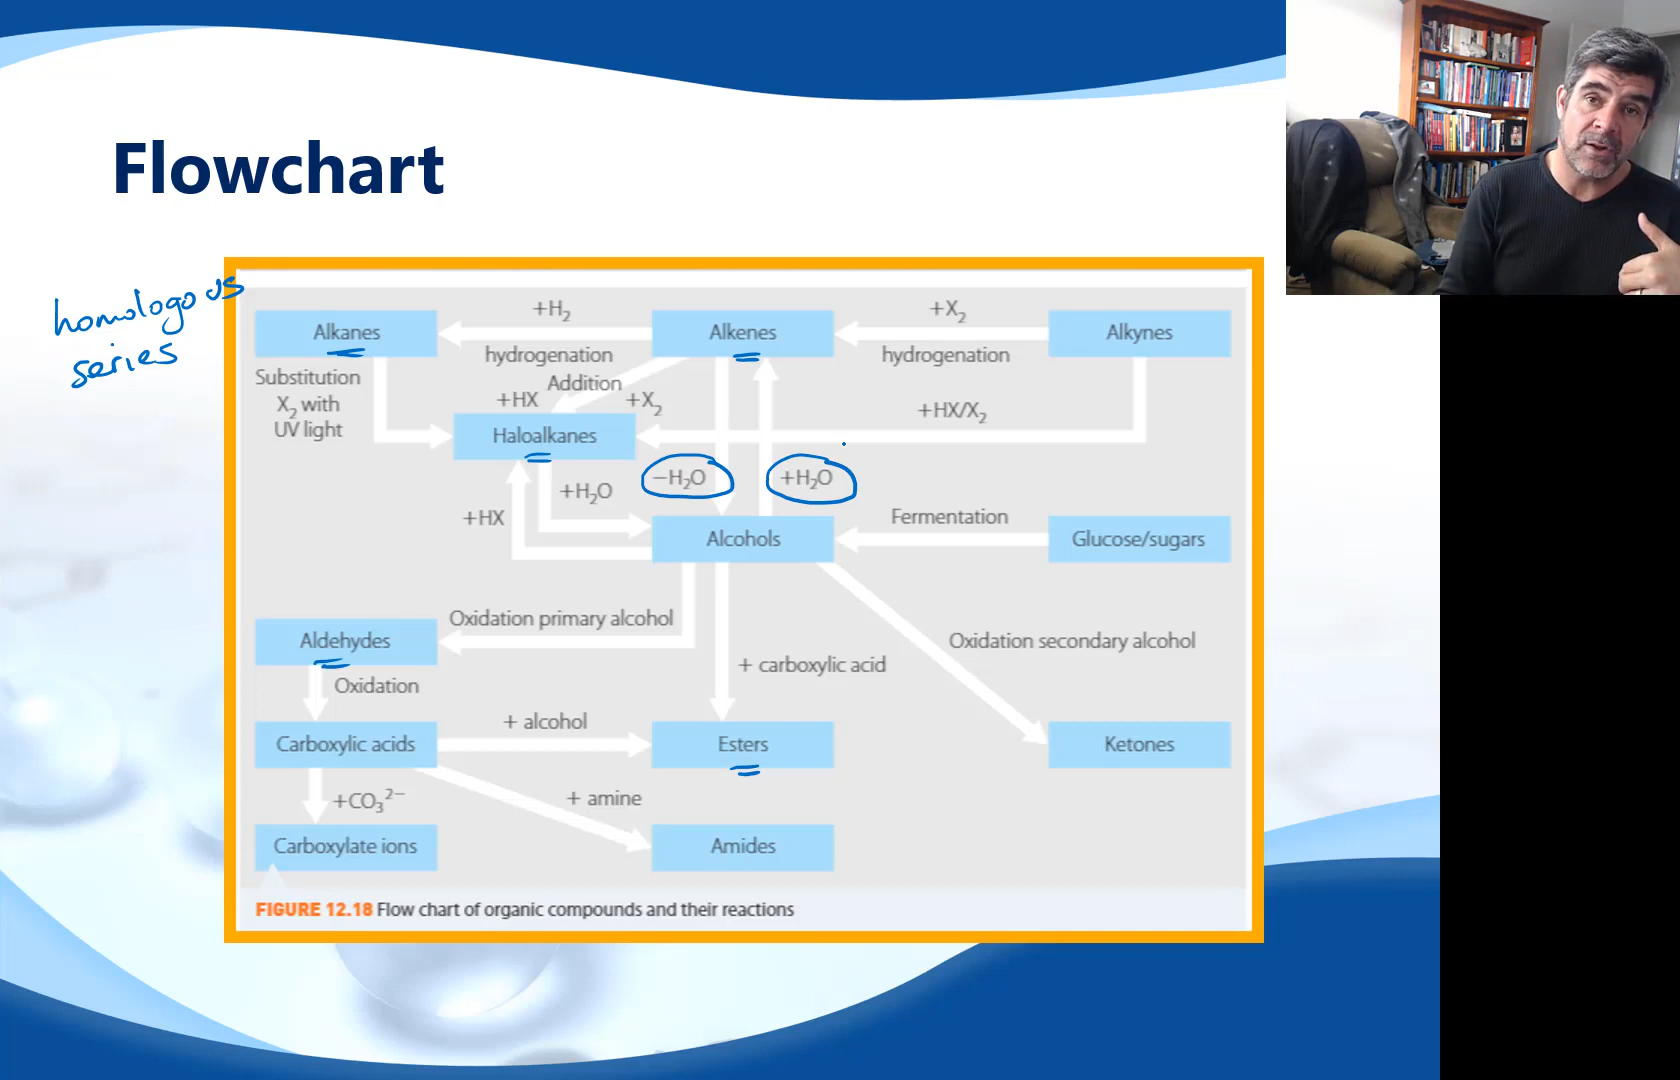 Flowchart
homologous
series
Alkanes
+H₂
hydrogenation
Alkenes
+X₂
hydrogenation
Alkynes
Substitution
X₂ with
UV light
Addition
+HX
+X₂
+HX/X₂
Haloalkanes
−H₂O
+H₂O
+H₂O
+HX
Alcohols
Fermentation
Glucose/sugars
Oxidation primary alcohol
Oxidation secondary alcohol
Aldehydes
+ carboxylic acid
Oxidation
Carboxylic acids
+ alcohol
Esters
Ketones
+CO₃²⁻
+ amine
Carboxylate ions
Amides
FIGURE 12.18 Flow chart of organic compounds and their reactions